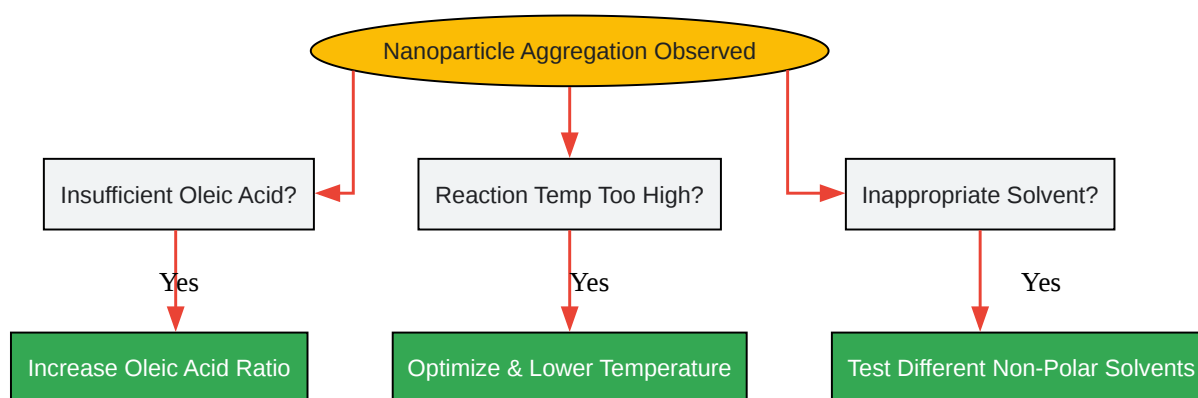 Nanoparticle Aggregation Observed
Insufficient Oleic Acid?
Reaction Temp Too High?
Inappropriate Solvent?
Yes
Yes
Yes
Increase Oleic Acid Ratio
Optimize & Lower Temperature
Test Different Non-Polar Solvents